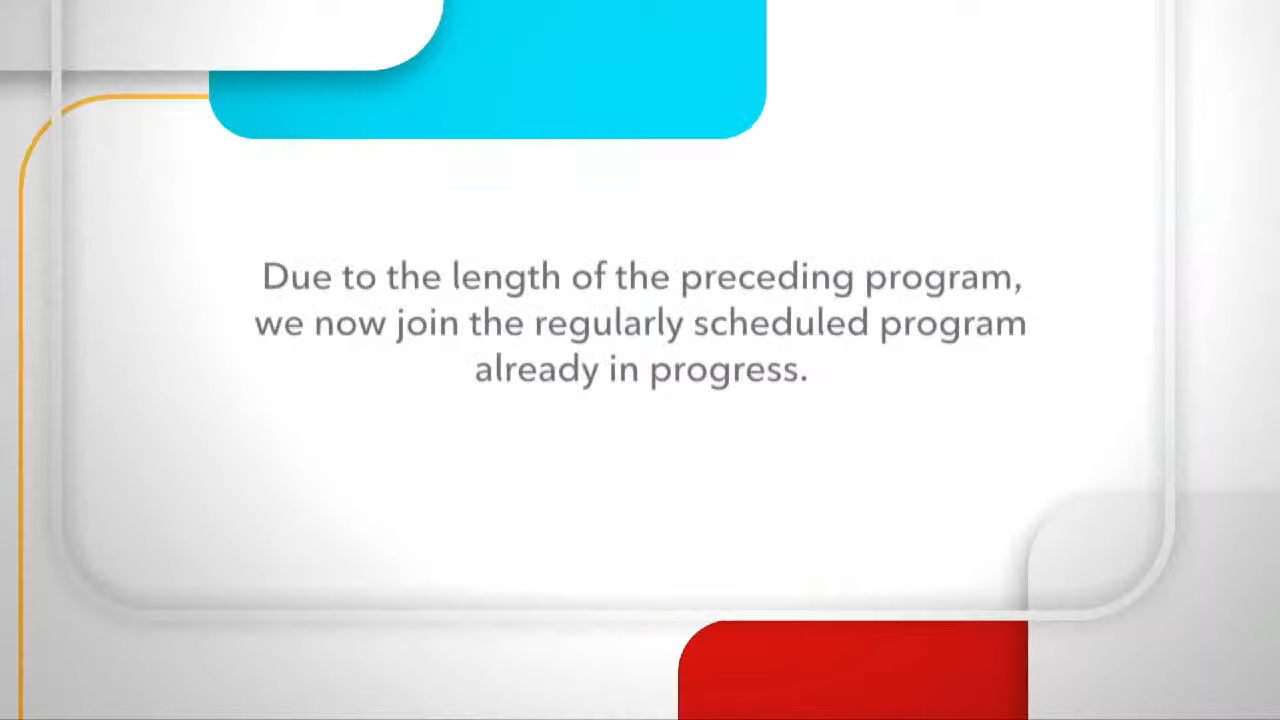 Due to the length of the preceding program,
we now join the regularly scheduled program
already in progress.